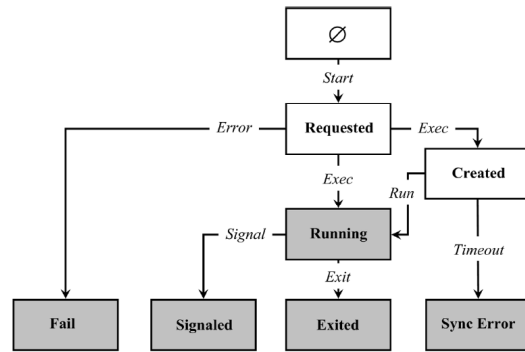 ∅
Start
Error
Requested
Exec
Exec
Created
Run
Signal
Running
Timeout
Exit
Fail
Signaled
Exited
Sync Error